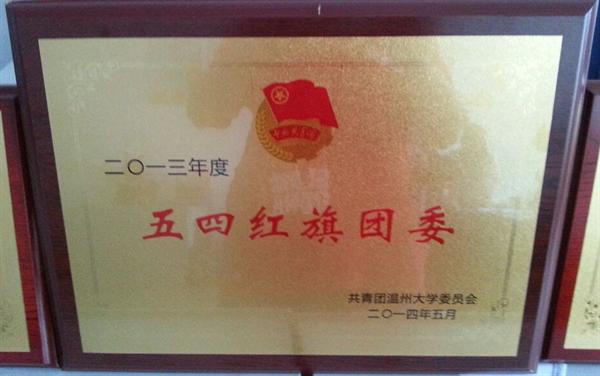 二〇一三年度
五四红旗团委
共青团温州大学委员会
二〇一四年五月